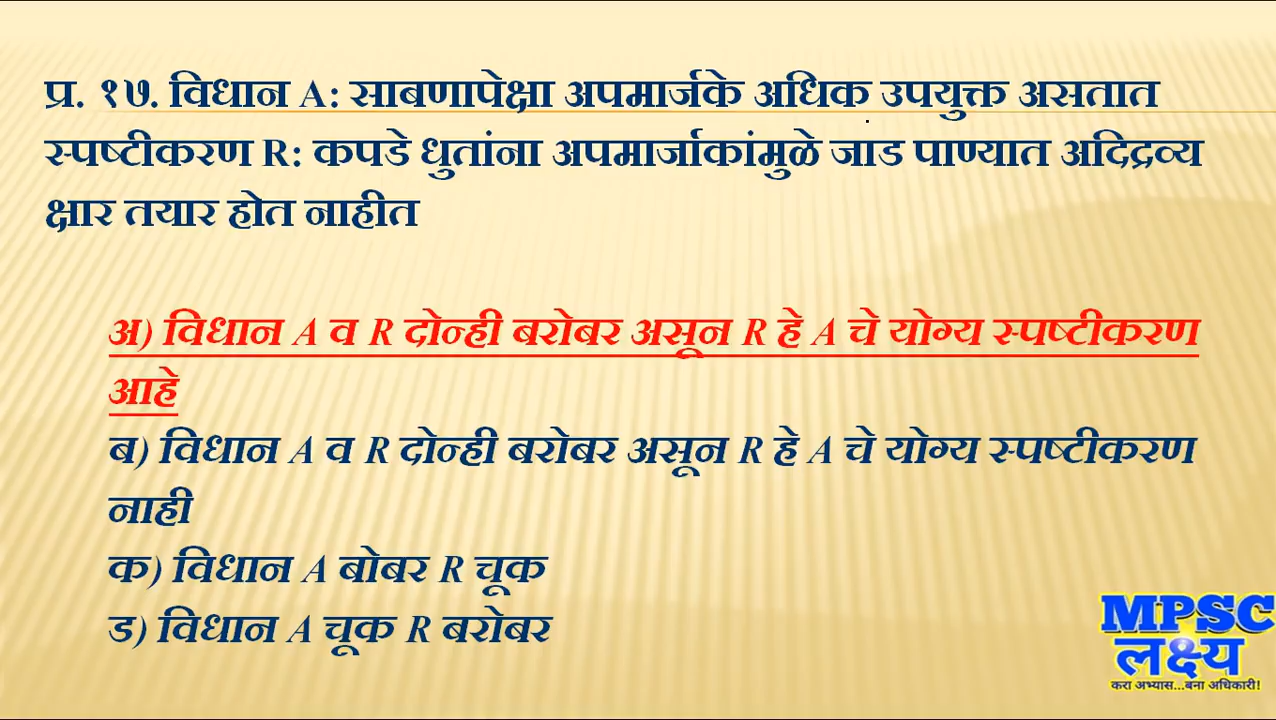 प्र. १७. विधान A: साबणापेक्षा अपमार्जके अधिक उपयुक्त असतात
स्पष्टीकरण R: कपडे धुतांना अपमार्जाकांमुळे जाड पाण्यात अदिद्रव्य
क्षार तयार होत नाहीत
अ) विधान A व R दोन्ही बरोबर असून R हे A चे योग्य स्पष्टीकरण
आहे
ब) विधान A व R दोन्ही बरोबर असून R हे A चे योग्य स्पष्टीकरण
नाही
क) विधान A बोबर R चूक
ड) विधान A चूक R बरोबर
MPSC
लक्ष्य
करा अभ्यास...बना अधिकारी!